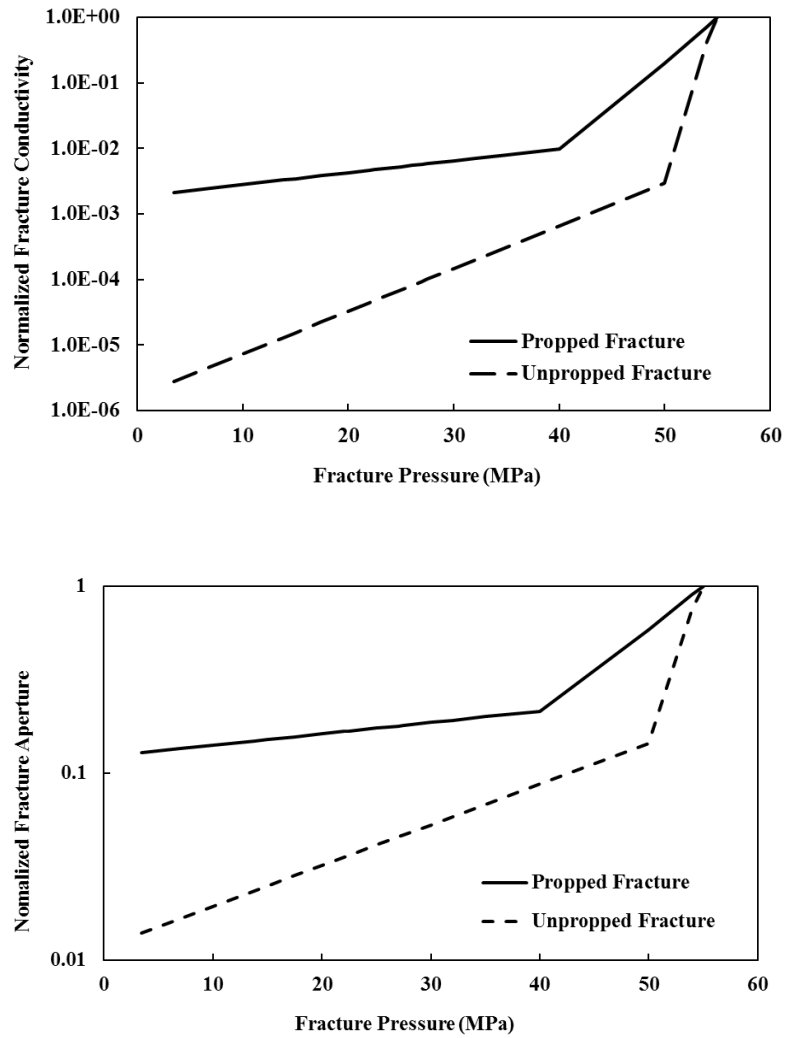 1.0E+00
1.0E-01
1.0E-02
1.0E-03
1.0E-04
1.0E-05
1.0E-06
Normalized Fracture Conductivity
Propped Fracture
Unpropped Fracture
0 10 20 30 40 50 60
Fracture Pressure (MPa)
1
0.1
0.01
Nomalized Fracture Aperture
Propped Fracture
Unpropped Fracture
0 10 20 30 40 50 60
Fracture Pressure (MPa)